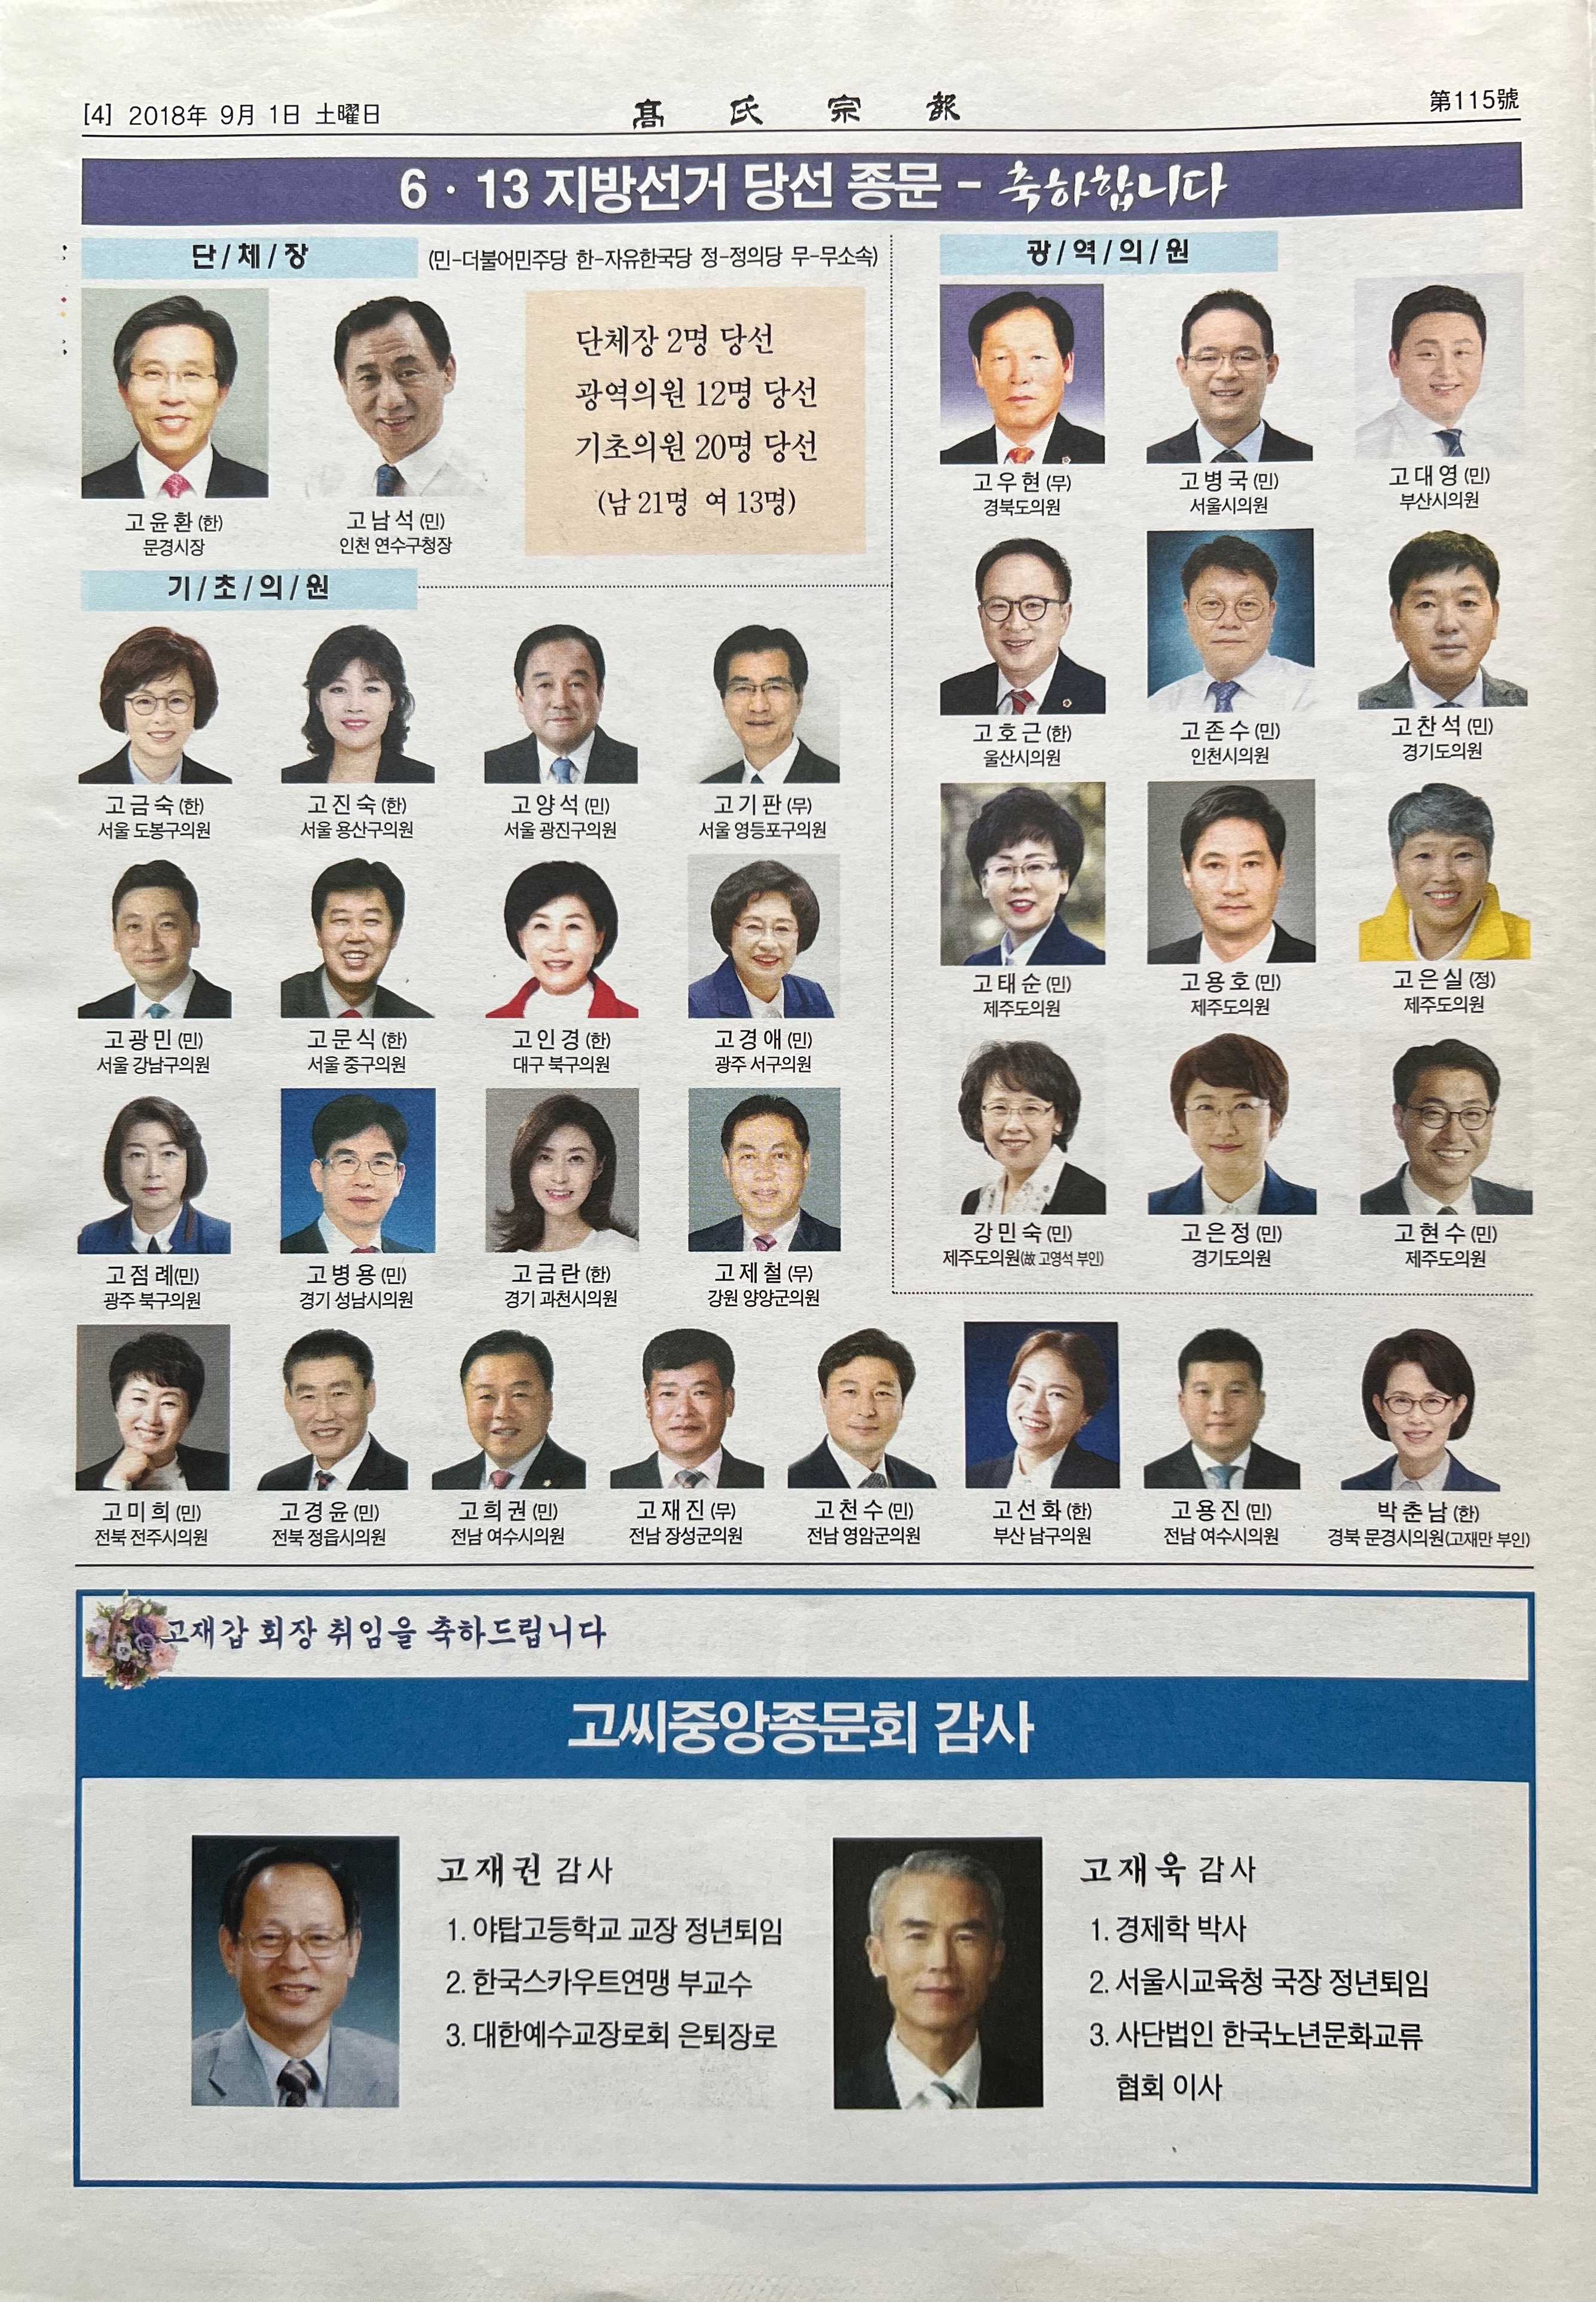 [4] 2018年 9月 1日 土曜日
髙氏宗報
第115號
6 · 13 지방선거 당선 종문 - 축하합니다
단/체/장
(민-더불어민주당 한-자유한국당 정-정의당 무-무소속)
고윤환 (한)
문경시장
고남석 (민)
인천 연수구청장
단체장 2명 당선
광역의원 12명 당선
기초의원 20명 당선
(남 21명 여 13명)
광/역/의/원
고우현 (무)
경북도의원
고병국 (민)
서울시의원
고대영 (민)
부산시의원
고호근 (한)
울산시의원
고존수 (민)
인천시의원
고찬석 (민)
경기도의원
고태순 (민)
제주도의원
고용호 (민)
제주도의원
고은실 (정)
제주도의원
강민숙 (민)
제주도의원(故 고영석 부인)
고은정 (민)
경기도의원
고현수 (민)
제주도의원
기/초/의/원
고금숙 (한)
서울 도봉구의원
고진숙 (한)
서울 용산구의원
고양석 (민)
서울 광진구의원
고기판 (무)
서울 영등포구의원
고광민 (민)
서울 강남구의원
고문식 (한)
서울 중구의원
고인경 (한)
대구 북구의원
고경애 (민)
광주 서구의원
고점례(민)
광주 북구의원
고병용 (민)
경기 성남시의원
고금란 (한)
경기 과천시의원
고제철 (무)
강원 양양군의원
고미희 (민)
전북 전주시의원
고경윤 (민)
전북 정읍시의원
고희권 (민)
전남 여수시의원
고재진 (무)
전남 장성군의원
고천수 (민)
전남 영암군의원
고선화 (한)
부산 남구의원
고용진 (민)
전남 여수시의원
박춘남 (한)
경북 문경시의원(고재만 부인)
고재갑 회장 취임을 축하드립니다
고씨중앙종문회 감사
고재권 감사
1. 야탑고등학교 교장 정년퇴임
2. 한국스카우트연맹 부교수
3. 대한예수교장로회 은퇴장로
고재욱 감사
1. 경제학 박사
2. 서울시교육청 국장 정년퇴임
3. 사단법인 한국노년문화교류
협회 이사